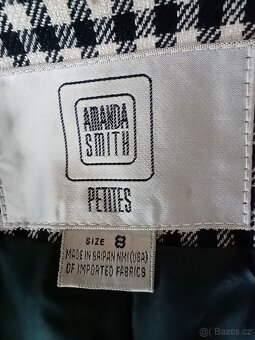 AMANDA
SMITH
PETITES
SIZE 8
MADE IN SAIPAN NMI (USA)
OF IMPORTED FABRICS
© Bazos.cz